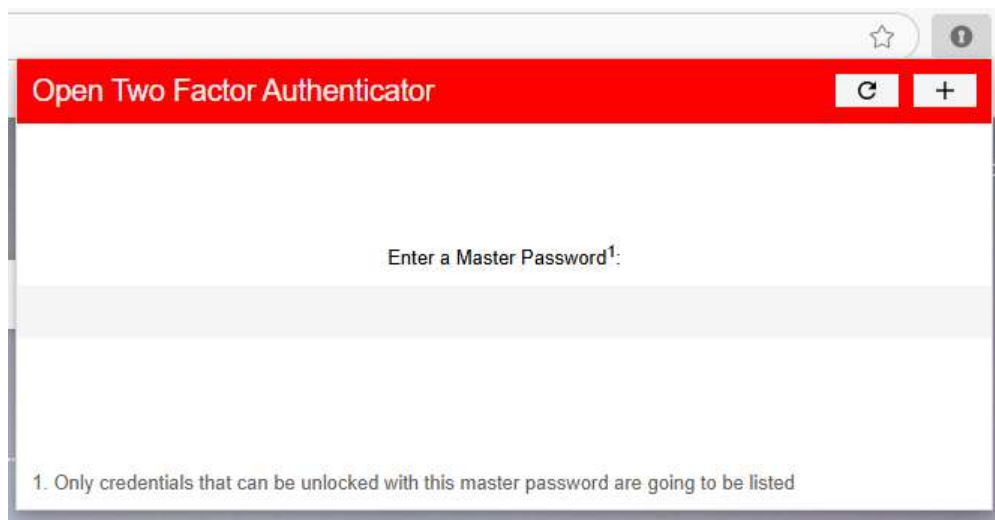 Open Two Factor Authenticator
Enter a Master Password¹:
1. Only credentials that can be unlocked with this master password are going to be listed